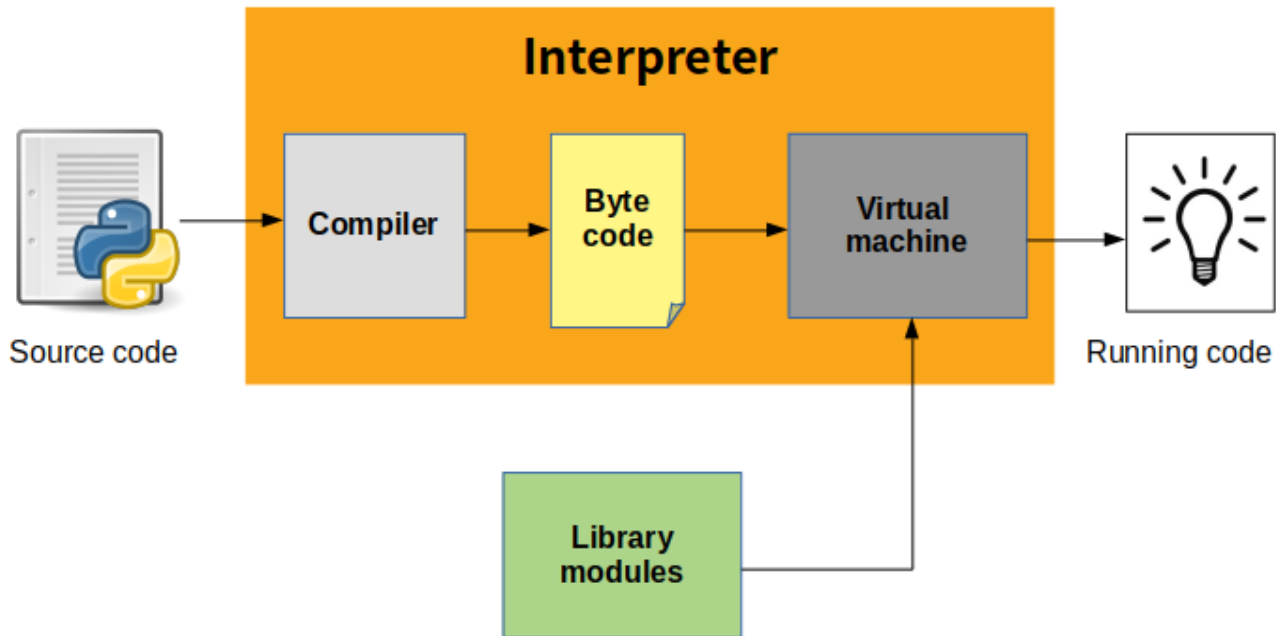 Interpreter
Compiler
Byte
code
Virtual
machine
Source code
Running code
Library
modules